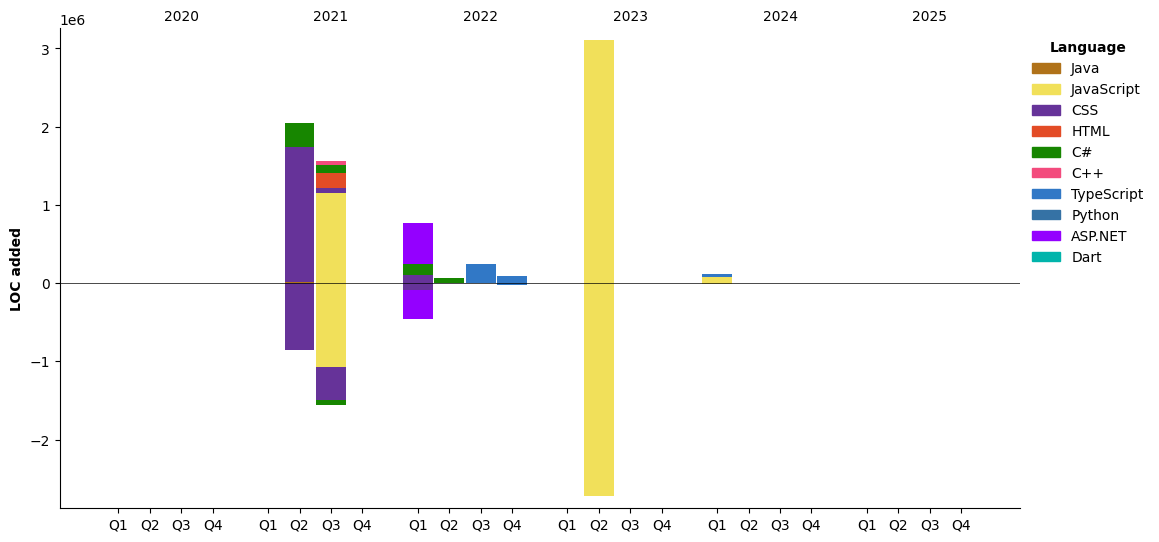 1e6
2020 2021 2022 2023 2024 2025
Language
Java
JavaScript
CSS
HTML
C#
C++
TypeScript
Python
ASP.NET
Dart
LOC added
3
2
1
0
−1
−2
Q1 Q2 Q3 Q4 Q1 Q2 Q3 Q4 Q1 Q2 Q3 Q4 Q1 Q2 Q3 Q4 Q1 Q2 Q3 Q4 Q1 Q2 Q3 Q4